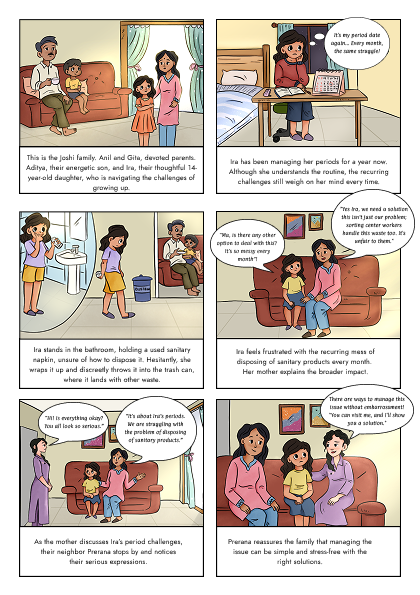 This is the Joshi family. Anil and Gita, devoted parents.
Aditya, their energetic son, and Ira, their thoughtful 14-
year-old daughter, who is navigating the challenges of
growing up.
It's my period date
again... Every month,
the same struggle!
Ira has been managing her periods for a year now.
Although she understands the routine, the recurring
challenges still weigh on her mind every time.
Ira stands in the bathroom, holding a used sanitary
napkin, unsure of how to dispose it. Hesitantly, she
wraps it up and discreetly throws it into the trash can,
where it lands with other waste.
"Ma, is there any other
option to deal with this?
It's so messy every
month"!
"Yes Ira, we need a solution
this isn't just our problem;
sorting center workers
handle this waste too. It's
unfair to them."
Ira feels frustrated with the recurring mess of
disposing of sanitary products every month.
Her mother explains the broader impact.
"Jil! is everything okay?
You all look so serious."
"It's about Ira's periods.
We are struggling with
the problem of disposing
of sanitary products."
As the mother discusses Ira's period challenges,
their neighbor Prerana stops by and notices
their serious expressions.
There are ways to manage this
issue without embarrassment!
"You can visit me, and I'll show
you a solution."
Prerana reassures the family that managing the
issue can be simple and stress-free with the
right solutions.